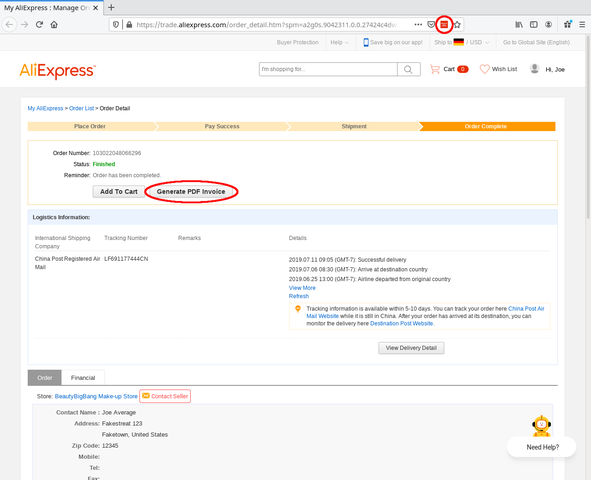 My AliExpress : Manage Or
https://trade.aliexpress.com/order_detail.htm?spm=a2g0s.9042311.0.0.27424c4d
Buyer Protection Help Save big on our app! Ship to / USD Go to Global Site (English)
AliExpress I'm shopping for... Cart 0 Wish List Hi, Joe
My AliExpress > Order List > Order Detail
Place Order Pay Success Shipment Order Complete
Order Number: 103022048066296
Status: Finished
Reminder: Order has been completed.
Add To Cart Generate PDF Invoice
Logistics Information:
International Shipping Company Tracking Number Remarks Details
China Post Registered Air Mail LF691177444CN
2019.07.11 09:05 (GMT-7): Successful delivery
2019.07.06 08:30 (GMT-7): Arrive at destination country
2019.06.25 13:00 (GMT-7): Airline departed from original country
View More
Refresh
Tracking information is available within 5-10 days. You can track your order here China Post Air
Mail Website while it is still in China. After your order has arrived at its destination, you can
monitor the delivery here Destination Post Website.
View Delivery Detail
Order Financial
Store: BeautyBigBang Make-up Store Contact Seller
Contact Name : Joe Average
Address: Fakestreat 123
Faketown, United States
Zip Code: 12345
Mobile:
Tel:
Fax:
Need Help?